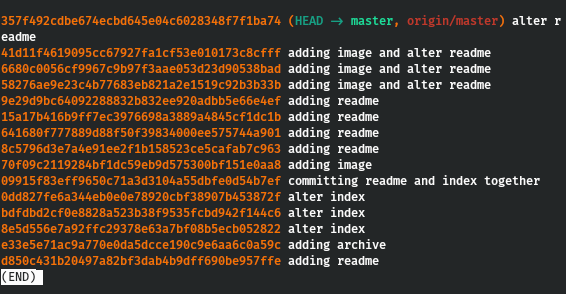 357f492cdbe674ecbd645e04c6028348f7f1ba74 (HEAD -> master, origin/master) alter r
eadme
41d11f4619095cc67927fa1cf53e010173c8cfff adding image and alter readme
6680c0056cf9967c9b97f3aae053d23d90538bad adding image and alter readme
58276ae9e23c4b77683eb821a2e1519c92b3b33b adding image and alter readme
9e29d9bc64092288832b832ee920adbb5e66e4ef adding readme
15a17b416b9ff7ec3976698a3889a4845cf1dc1b adding readme
641680f777889d88f50f39834000ee575744a901 adding readme
8c5796d3e7a4e91ee2f1b158523ce5cafab7c963 adding readme
70f09c2119284bf1dc59eb9d575300bf151e0aa8 adding image
09915f83eff9650c71a3d3104a55dbfe0d54b7ef committing readme and index together
0dd827fe6a344eb0e0e78920cbf38907b453872f alter index
bdfdbd2cf0e8828a523b38f9535fcbd942f144c6 alter index
8e5d556e7a92ffc29378e63a7bf08b5ecb052822 alter index
e33e5e71ac9a770e0da5dcce190c9e6aa6c0a59c adding archive
d850c431b20497a82bf3dab4b9dff690be957ffe adding readme
(END)